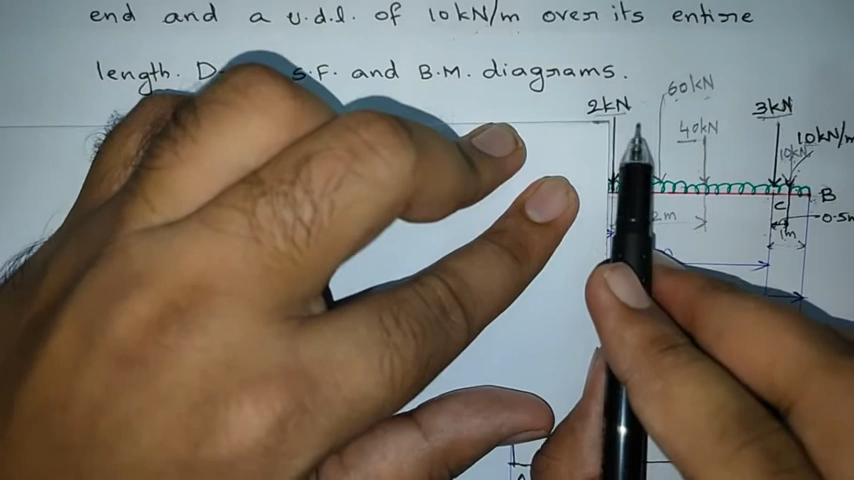 end and a u.d.l. of 10kN/m over its entire
length. S.F. and B.M. diagrams.
60kN
2kN
3kN
40kN
10kN/m
10kN
B
C
2m
0.5m
1m
A